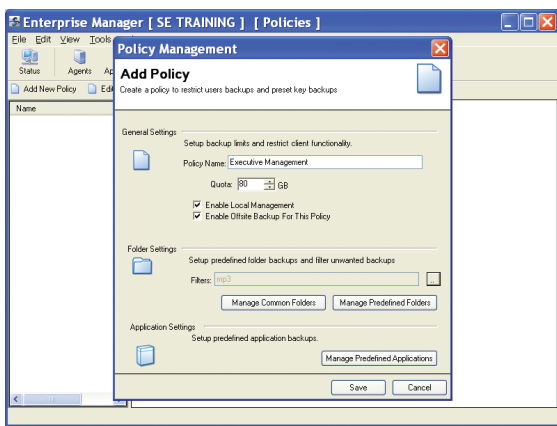 Enterprise Manager [ SE TRAINING ] [ Policies ]
File Edit View Tools
Policy Management
Status Agents Ap
Add Policy
Create a policy to restrict users backups and preset key backups
Add New Policy Edi
Name
General Settings
Setup backup limits and restrict client functionality.
Policy Name: Executive Management
Quota: 80 GB
Enable Local Management
Enable Offsite Backup For This Policy
Folder Settings
Setup predefined folder backups and filter unwanted backups
Filters: mp3
...
Manage Common Folders Manage Predefined Folders
Application Settings
Setup predefined application backups.
Manage Predefined Applications
Save Cancel